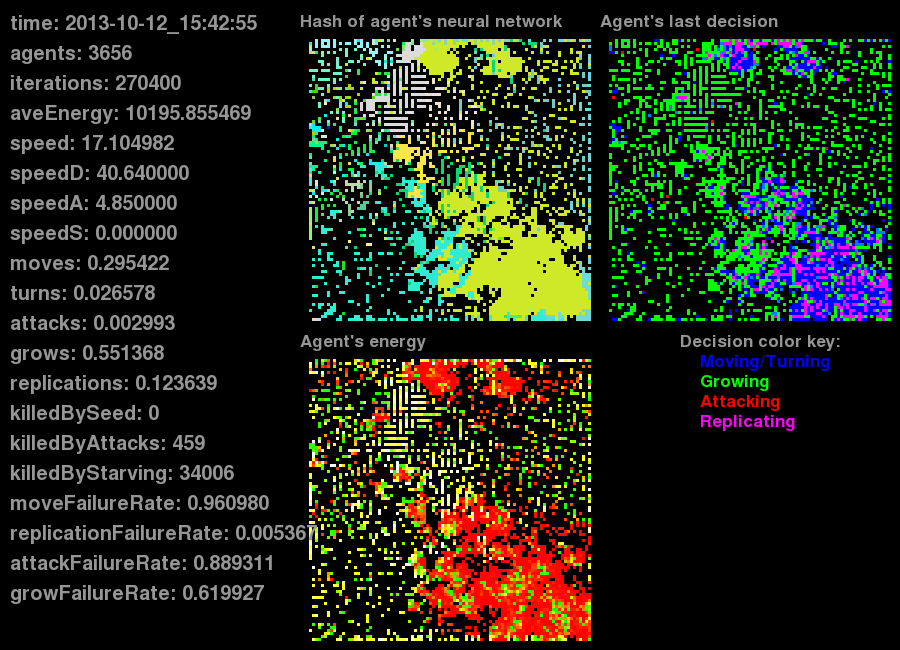 time: 2013-10-12_15:42:55
agents: 3656
iterations: 270400
aveEnergy: 10195.855469
speed: 17.104982
speedD: 40.640000
speedA: 4.850000
speedS: 0.000000
moves: 0.295422
turns: 0.026578
attacks: 0.002993
grows: 0.551368
replications: 0.123639
killedBySeed: 0
killedByAttacks: 459
killedByStarving: 34006
moveFailureRate: 0.960980
replicationFailureRate: 0.005367
attackFailureRate: 0.889311
growFailureRate: 0.619927
Hash of agent's neural network
Agent's last decision
Agent's energy
Decision color key:
Moving/Turning
Growing
Attacking
Replicating